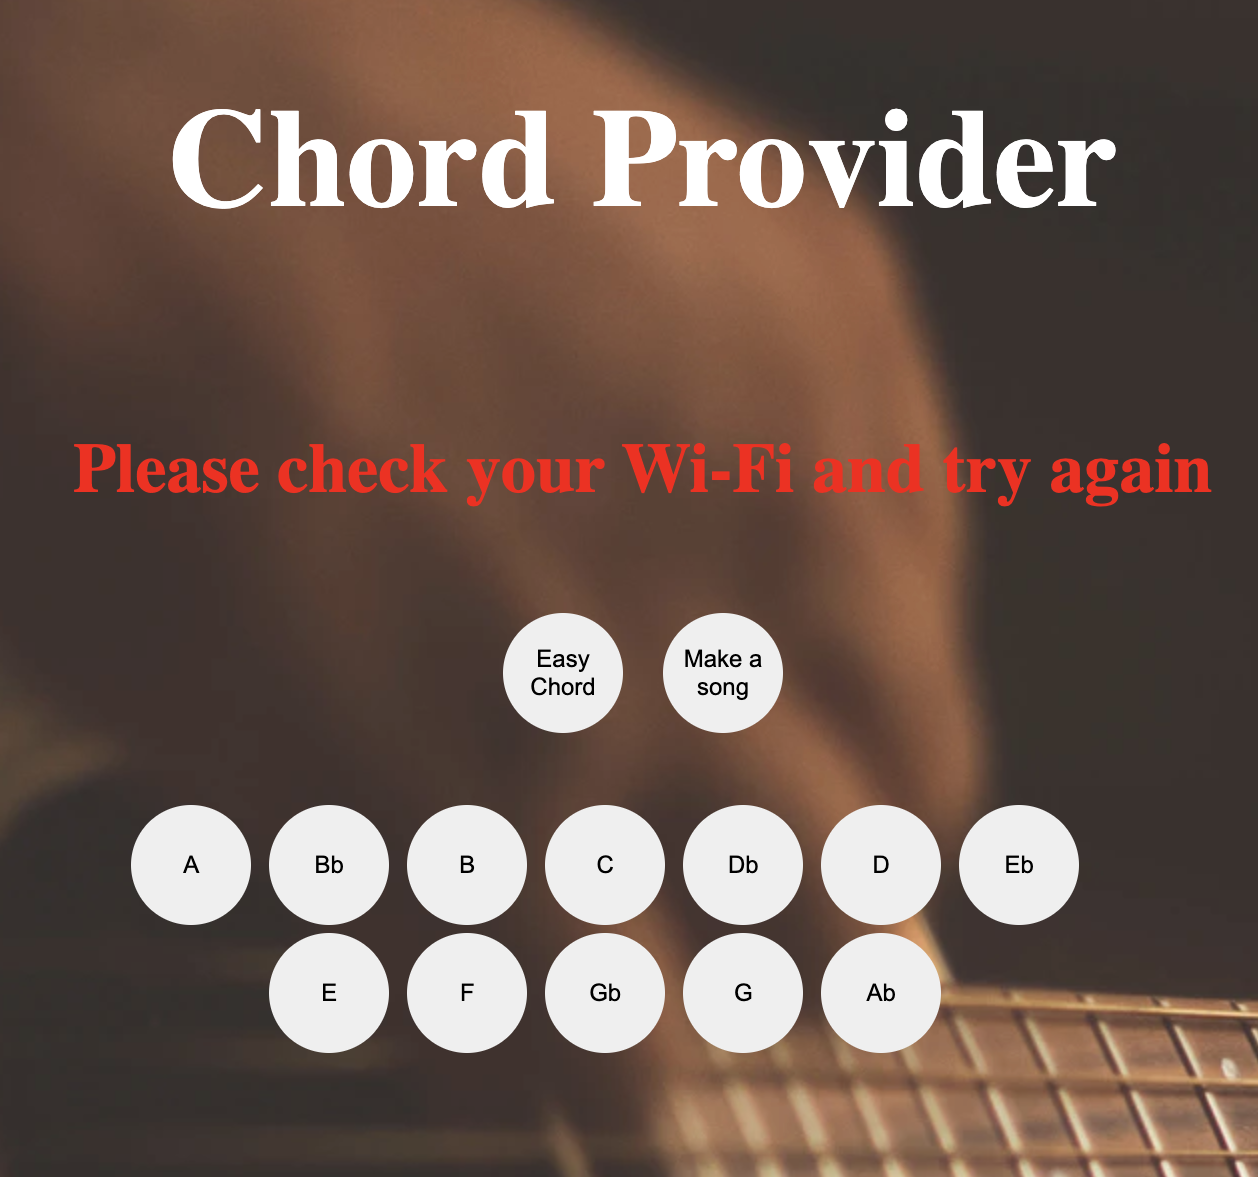 Chord Provider
Please check your Wi-Fi and try again
Easy
Chord
Make a
song
A Bb B C Db D Eb
E F Gb G Ab